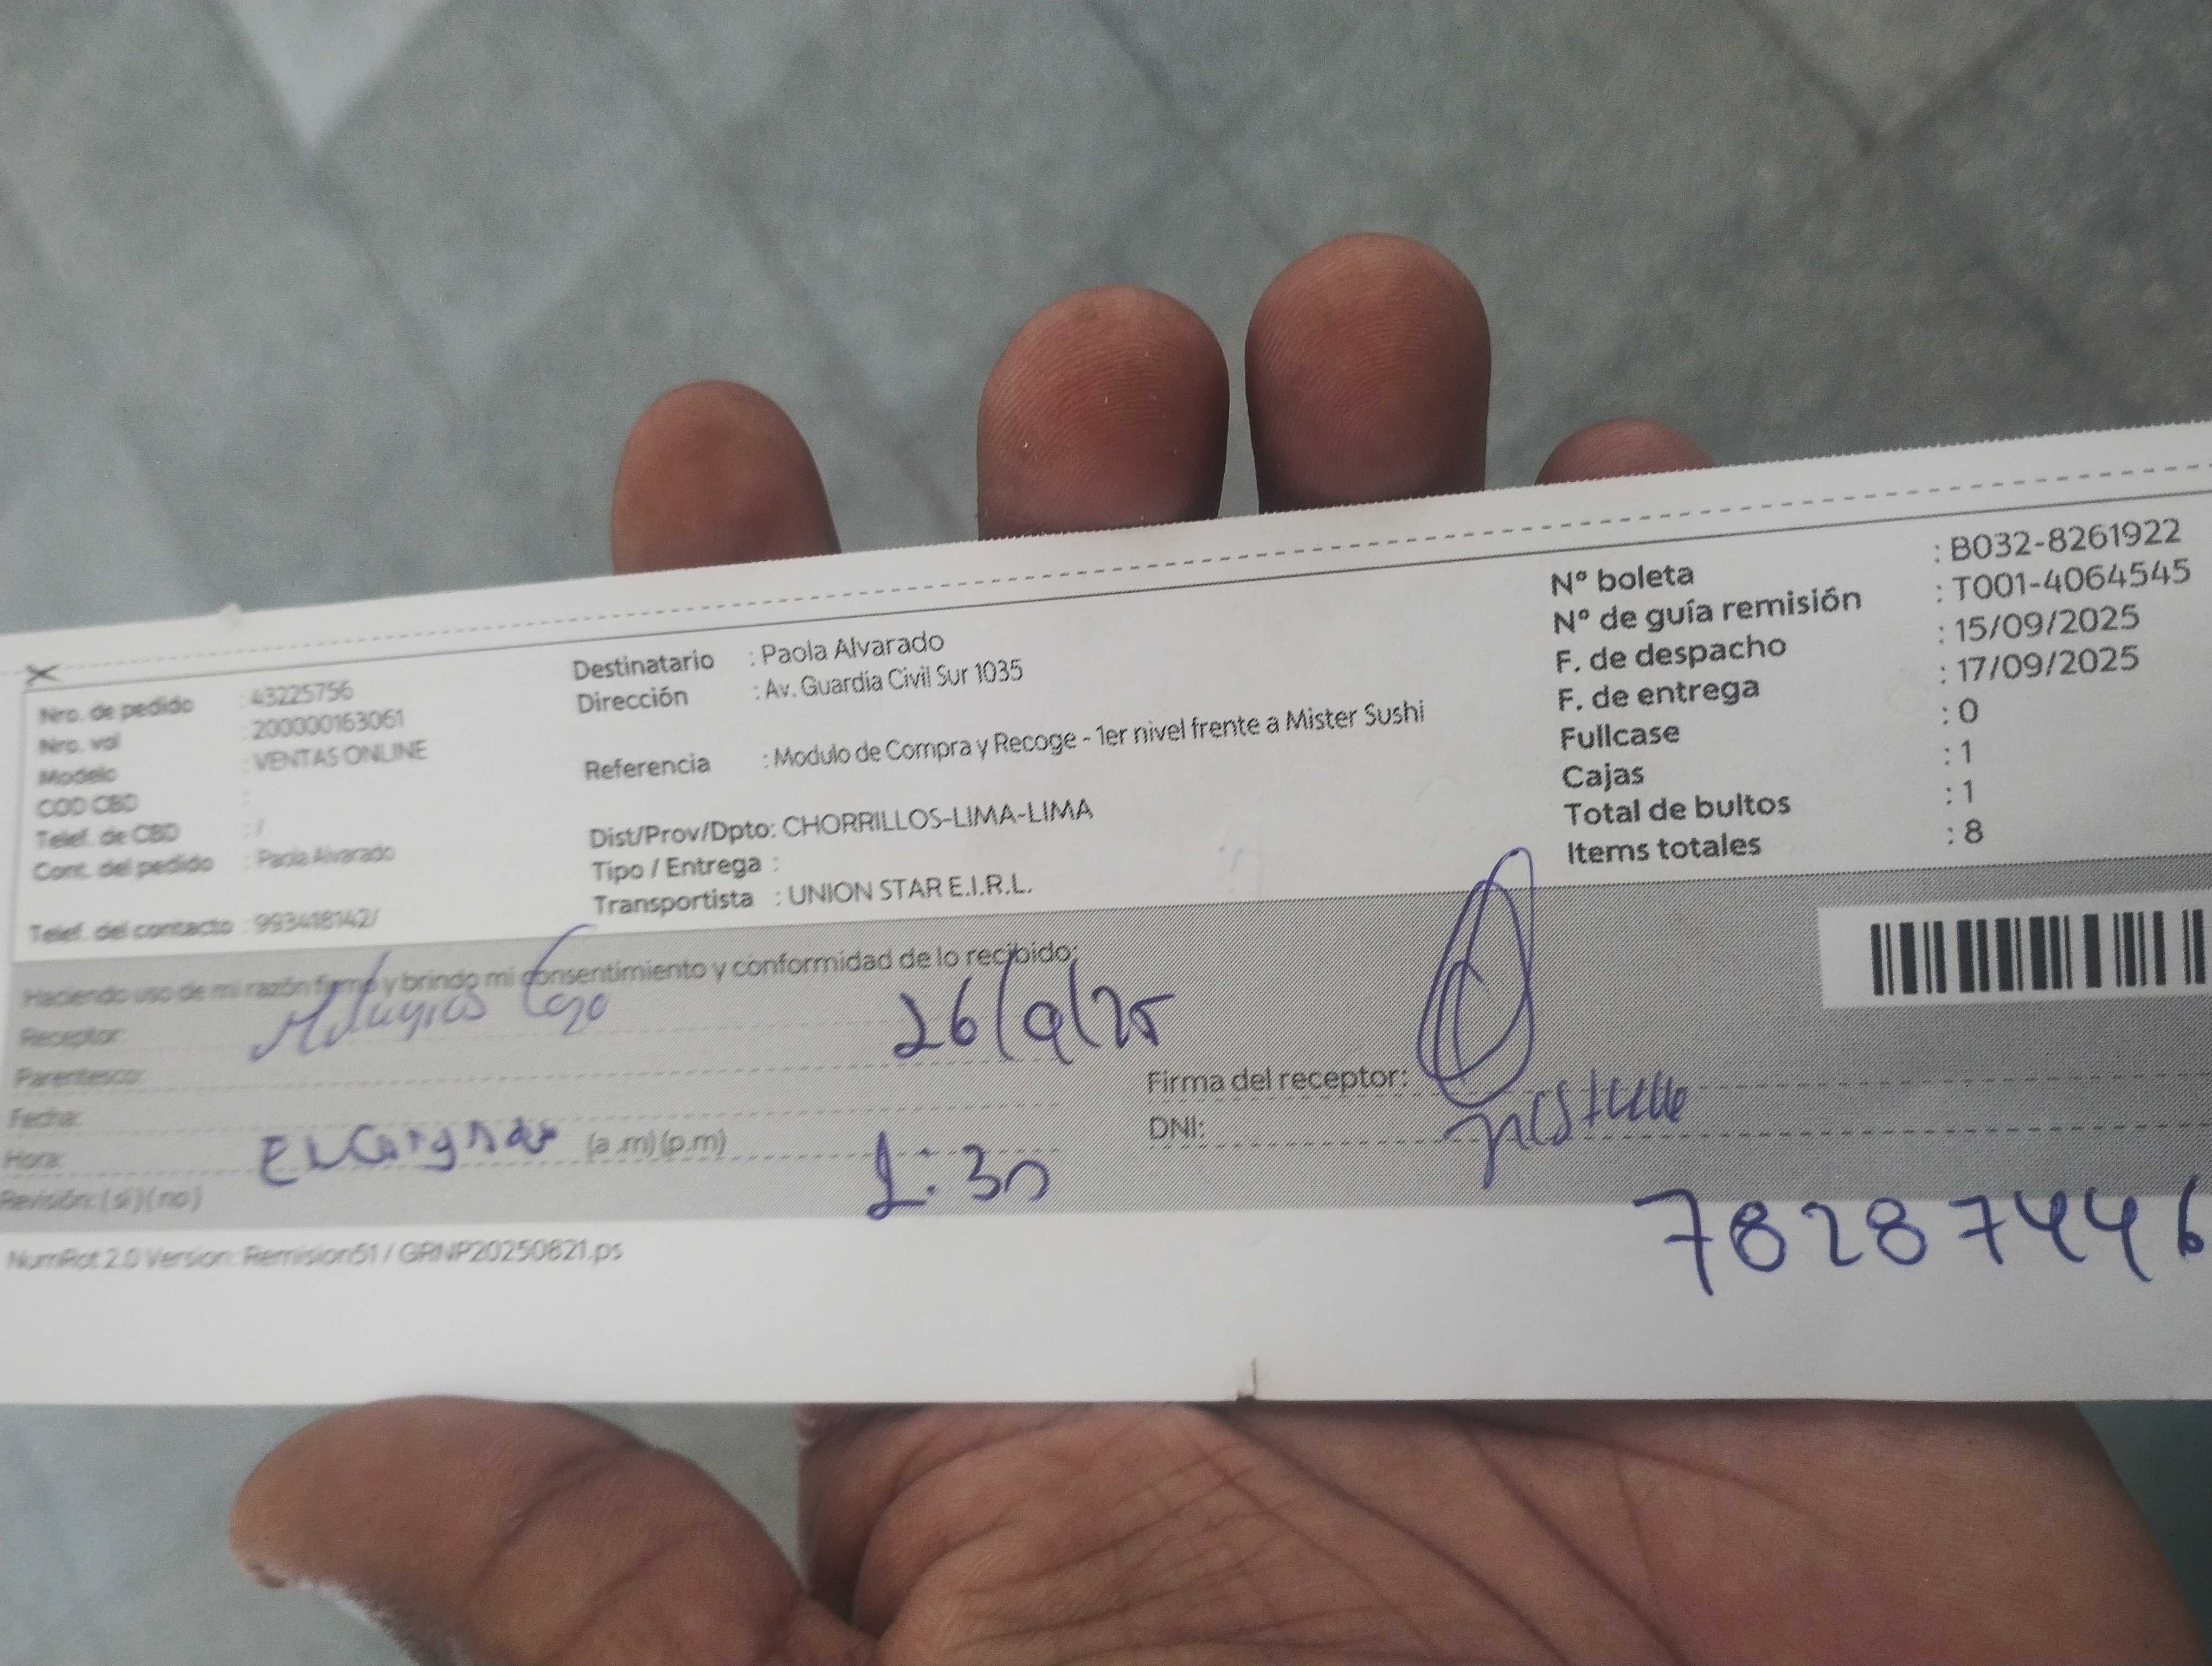 Nro. de pedido : 43225756
Nro. vol : 200000163061
Modelo : VENTAS ONLINE
COD CBD :
Telef. de CBD : /
Cont. del pedido : Paola Alvarado
Telef. del contacto : 993418142/
Destinatario : Paola Alvarado
Dirección : Av. Guardia Civil Sur 1035
Referencia : Modulo de Compra y Recoge - 1er nivel frente a Mister Sushi
Dist/Prov/Dpto: CHORRILLOS-LIMA-LIMA
Tipo / Entrega :
Transportista : UNION STAR E.I.R.L.
N° boleta : B032-8261922
N° de guía remisión : T001-4064545
F. de despacho : 15/09/2025
F. de entrega : 17/09/2025
Fullcase : 0
Cajas : 1
Total de bultos : 1
Items totales : 8
Haciendo uso de mi razón firmo y brindo mi consentimiento y conformidad de lo recibido:
Receptor: Milagros
Parentesco:
Fecha: 26/9/25
Hora: (a.m)(p.m) 1:30
Revisión: (si)(no)
Firma del receptor:
DNI:
78287446
NumRot 2.0 Version: Remision51 / GRNP20250821.ps